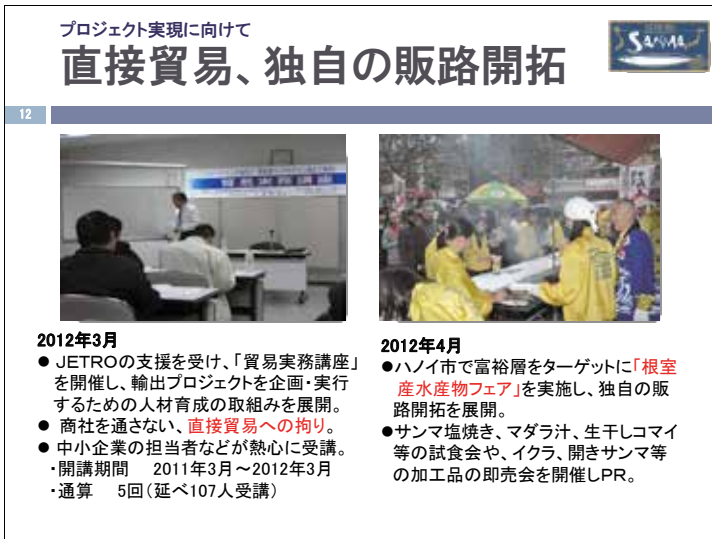 プロジェクト実現に向けて
直接貿易、独自の販路開拓
SANMA
12
2012年3月
● JETROの支援を受け、「貿易実務講座」
を開催し、輸出プロジェクトを企画・実行
するための人材育成の取組みを展開。
● 商社を通さない、直接貿易への拘り。
● 中小企業の担当者などが熱心に受講。
・開講期間 2011年3月～2012年3月
・通算 5回(延べ107人受講)
2012年4月
●ハノイ市で富裕層をターゲットに「根室
産水産物フェア」を実施し、独自の販
路開拓を展開。
●サンマ塩焼き、マダラ汁、生干しコマイ
等の試食会や、イクラ、開きサンマ等
の加工品の即売会を開催しPR。